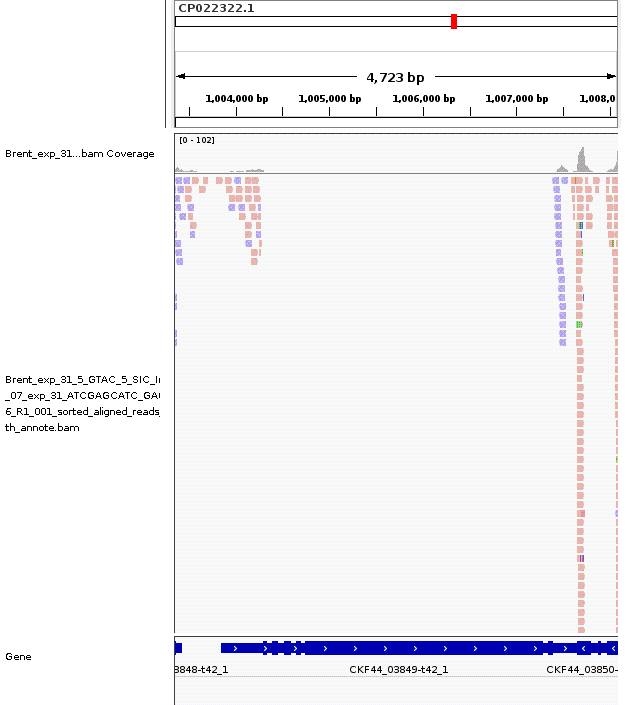 CP022322.1
4,723 bp
1,004,000 bp 1,005,000 bp 1,006,000 bp 1,007,000 bp 1,008,0
[0 - 102]
Brent_exp_31...bam Coverage
Brent_exp_31_5_GTAC_5_SIC_I
_07_exp_31_ATCGAGCATC_GA
6_R1_001_sorted_aligned_reads_
th_annote.bam
Gene
3848-t42_1 CKF44_03849-t42_1 CKF44_03850-